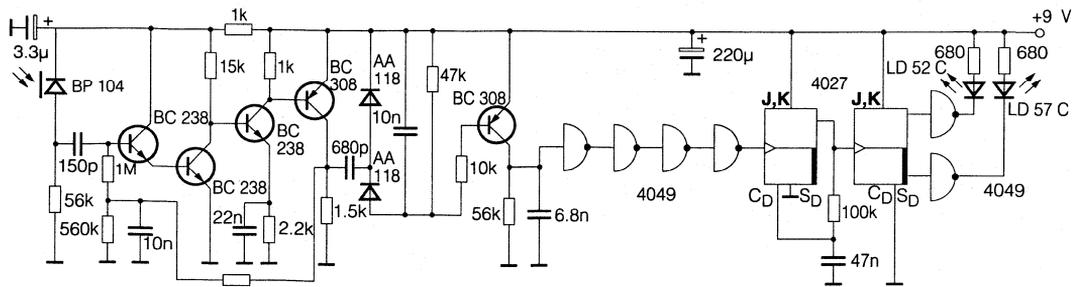 +9 V
1k
+
3.3µ
BP 104
15k
1k
BC
308
AA
118
10n
47k
BC 308
+
220µ
4027
J,K
J,K
LD 52 C
680
680
LD 57 C
BC 238
BC
238
680p
AA
118
150p
1M
BC 238
10k
4049
C_D
S_D
C_D
S_D
4049
56k
560k
10n
22n
2.2k
1.5k
56k
6.8n
100k
47n